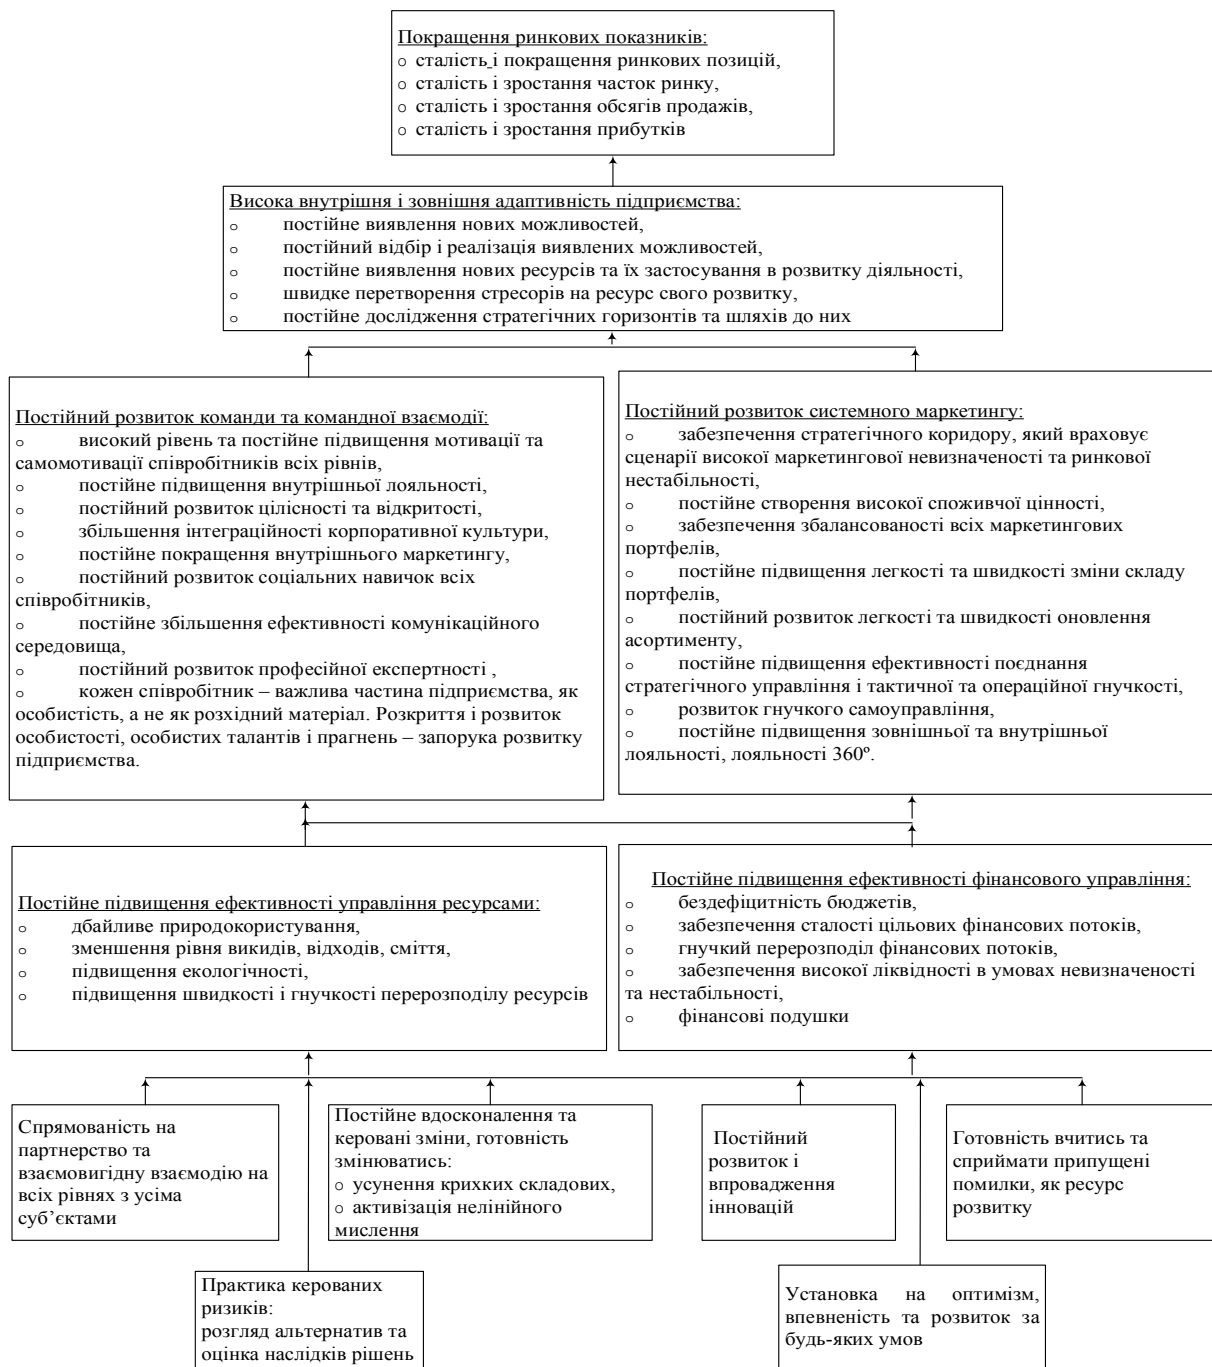 Покращення ринкових показників:
o сталість і покращення ринкових позицій,
o сталість і зростання часток ринку,
o сталість і зростання обсягів продажів,
o сталість і зростання прибутків
Висока внутрішня і зовнішня адаптивність підприємства:
o постійне виявлення нових можливостей,
o постійний відбір і реалізація виявлених можливостей,
o постійне виявлення нових ресурсів та їх застосування в розвитку діяльності,
o швидке перетворення стресорів на ресурс свого розвитку,
o постійне дослідження стратегічних горизонтів та шляхів до них
Постійний розвиток команди та командної взаємодії:
o високий рівень та постійне підвищення мотивації та
самомотивації співробітників всіх рівнів,
o постійне підвищення внутрішньої лояльності,
o постійний розвиток цілісності та відкритості,
o збільшення інтеграційності корпоративної культури,
o постійне покращення внутрішнього маркетингу,
o постійний розвиток соціальних навичок всіх
співробітників,
o постійне збільшення ефективності комунікаційного
середовища,
o постійний розвиток професійної експертності ,
o кожен співробітник – важлива частина підприємства, як
особистість, а не як розхідний матеріал. Розкриття і розвиток
особистості, особистих талантів і прагнень – запорука розвитку
підприємства.
Постійний розвиток системного маркетингу:
o забезпечення стратегічного коридору, який враховує
сценарії високої маркетингової невизначеності та ринкової
нестабільності,
o постійне створення високої споживчої цінності,
o забезпечення збалансованості всіх маркетингових
портфелів,
o постійне підвищення легкості та швидкості зміни складу
портфелів,
o постійний розвиток легкості та швидкості оновлення
асортименту,
o постійне підвищення ефективності поєднання
стратегічного управління і тактичної та операційної гнучкості,
o розвиток гнучкого самоуправління,
o постійне підвищення зовнішньої та внутрішньої
лояльності, лояльності 360º.
Постійне підвищення ефективності управління ресурсами:
o дбайливе природокористування,
o зменшення рівня викидів, відходів, сміття,
o підвищення екологічності,
o підвищення швидкості і гнучкості перерозподілу ресурсів
Постійне підвищення ефективності фінансового управління:
o бездефіцитність бюджетів,
o забезпечення сталості цільових фінансових потоків,
o гнучкий перерозподіл фінансових потоків,
o забезпечення високої ліквідності в умовах невизначеності
та нестабільності,
o фінансові подушки
Спрямованість на
партнерство та
взаємовигідну взаємодію на
всіх рівнях з усіма
суб’єктами
Постійне вдосконалення та
керовані зміни, готовність
змінюватись:
o усунення крихких складових,
o активізація нелінійного
мислення
Постійний
розвиток і
впровадження
інновацій
Готовність вчитись та
сприймати припущені
помилки, як ресурс
розвитку
Практика керованих
ризиків:
розгляд альтернатив та
оцінка наслідків рішень
Установка на оптимізм,
впевненість та розвиток за
будь-яких умов